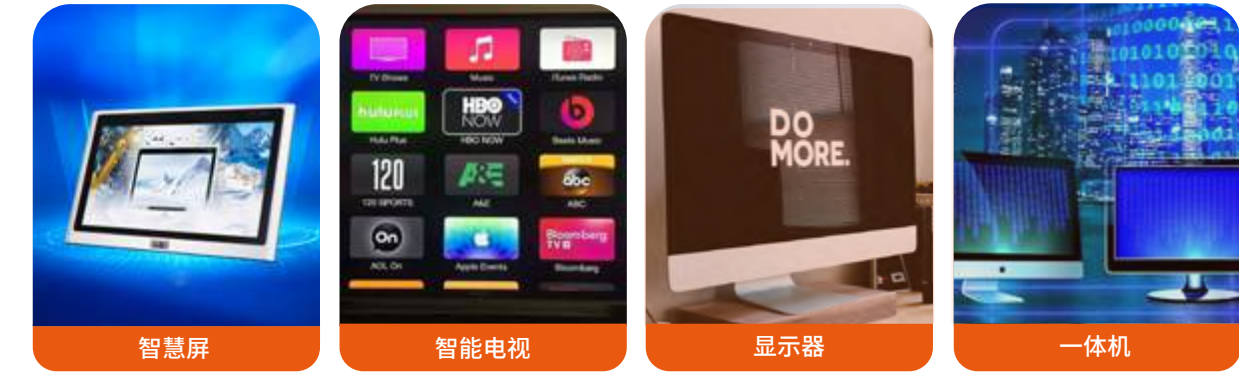 智慧屏
TV Shows
Music
iTunes Radio
huluplus
HBO
NOW
Hulu Plus
HBO NOW
Beats Music
120
A&E
abc
120 SPORTS
A&E
ABC
On
Bloomberg
TV
AOL On
Apple Events
Bloomberg
智能电视
DO
MORE.
显示器
一体机